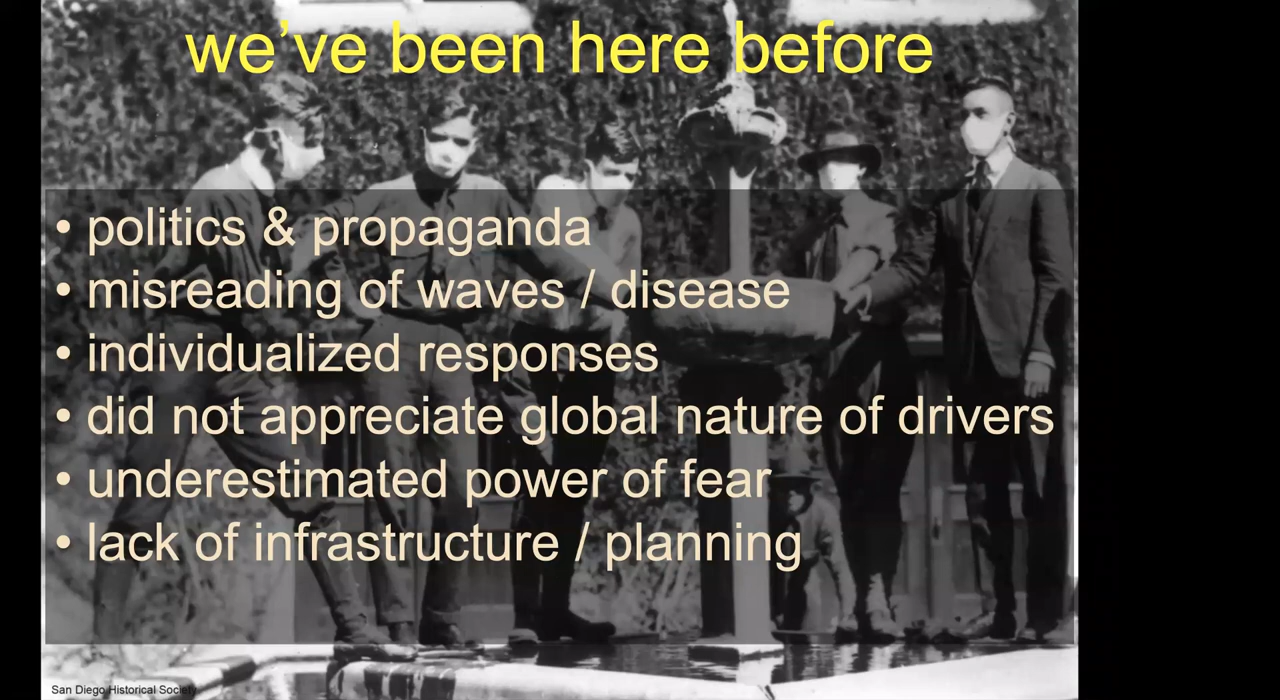 we’ve been here before
• politics & propaganda
• misreading of waves / disease
• individualized responses
• did not appreciate global nature of drivers
• underestimated power of fear
• lack of infrastructure / planning
San Diego Historical Society